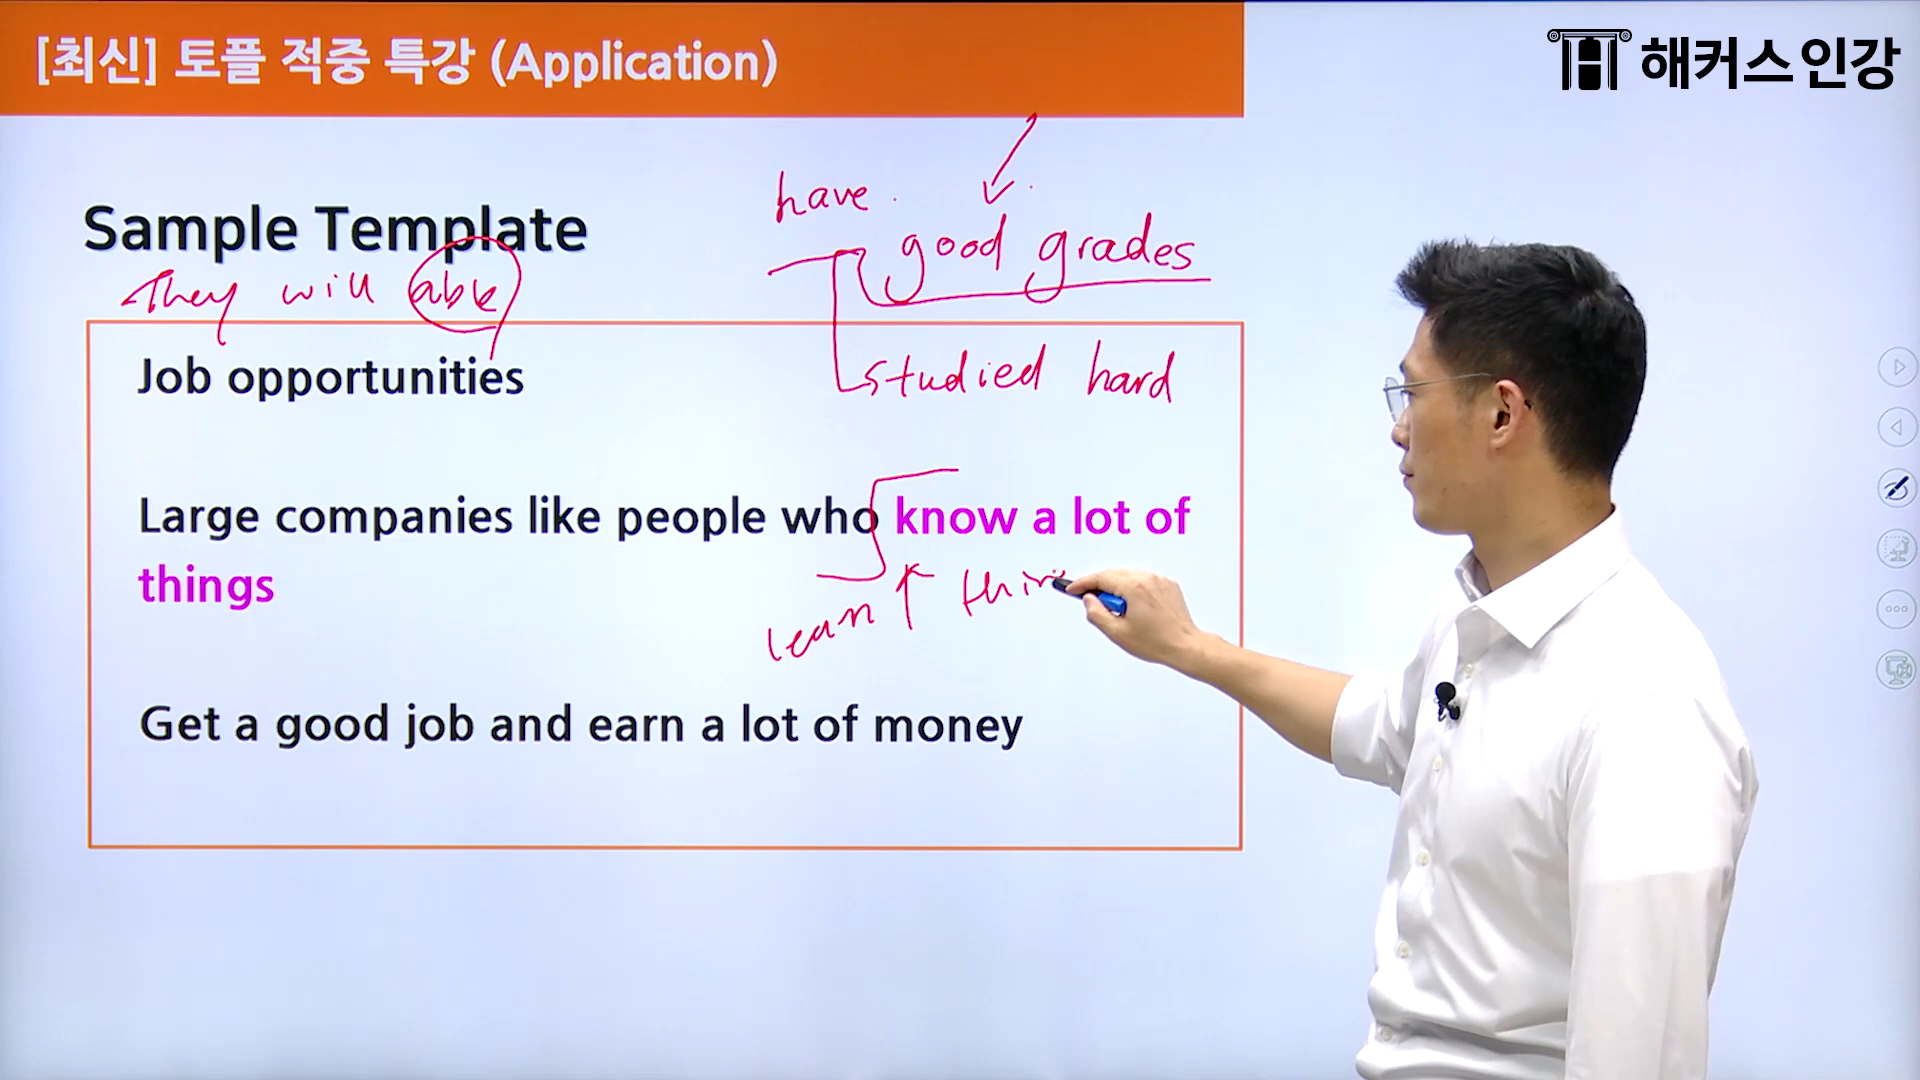 [최신] 토플 적중 특강 (Application)
해커스인강
have
Sample Template
good grades
They will able
Job opportunities
studied hard
Large companies like people who know a lot of
things
learn thin
Get a good job and earn a lot of money